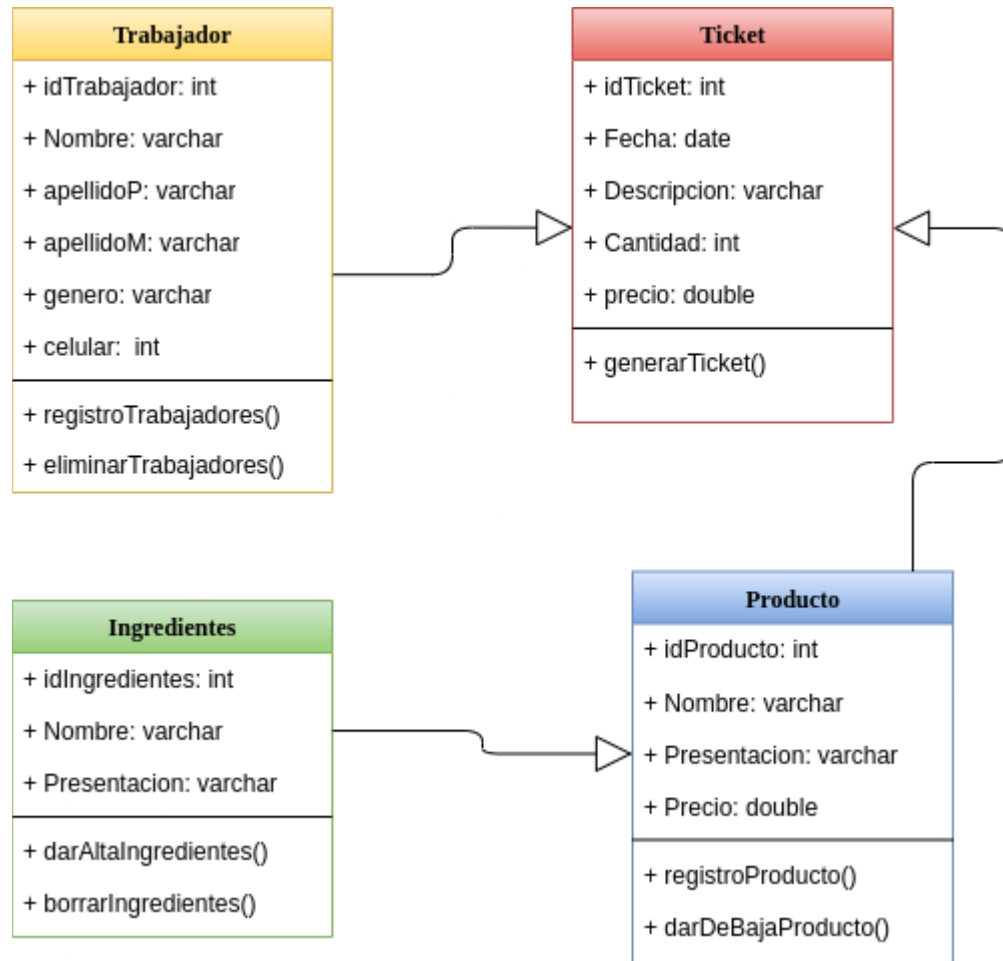 Trabajador
+ idTrabajador: int
+ Nombre: varchar
+ apellidoP: varchar
+ apellidoM: varchar
+ genero: varchar
+ celular:  int
+ registroTrabajadores()
+ eliminarTrabajadores()
Ticket
+ idTicket: int
+ Fecha: date
+ Descripcion: varchar
+ Cantidad: int
+ precio: double
+ generarTicket()
Ingredientes
+ idIngredientes: int
+ Nombre: varchar
+ Presentacion: varchar
+ darAltaIngredientes()
+ borrarIngredientes()
Producto
+ idProducto: int
+ Nombre: varchar
+ Presentacion: varchar
+ Precio: double
+ registroProducto()
+ darDeBajaProducto()